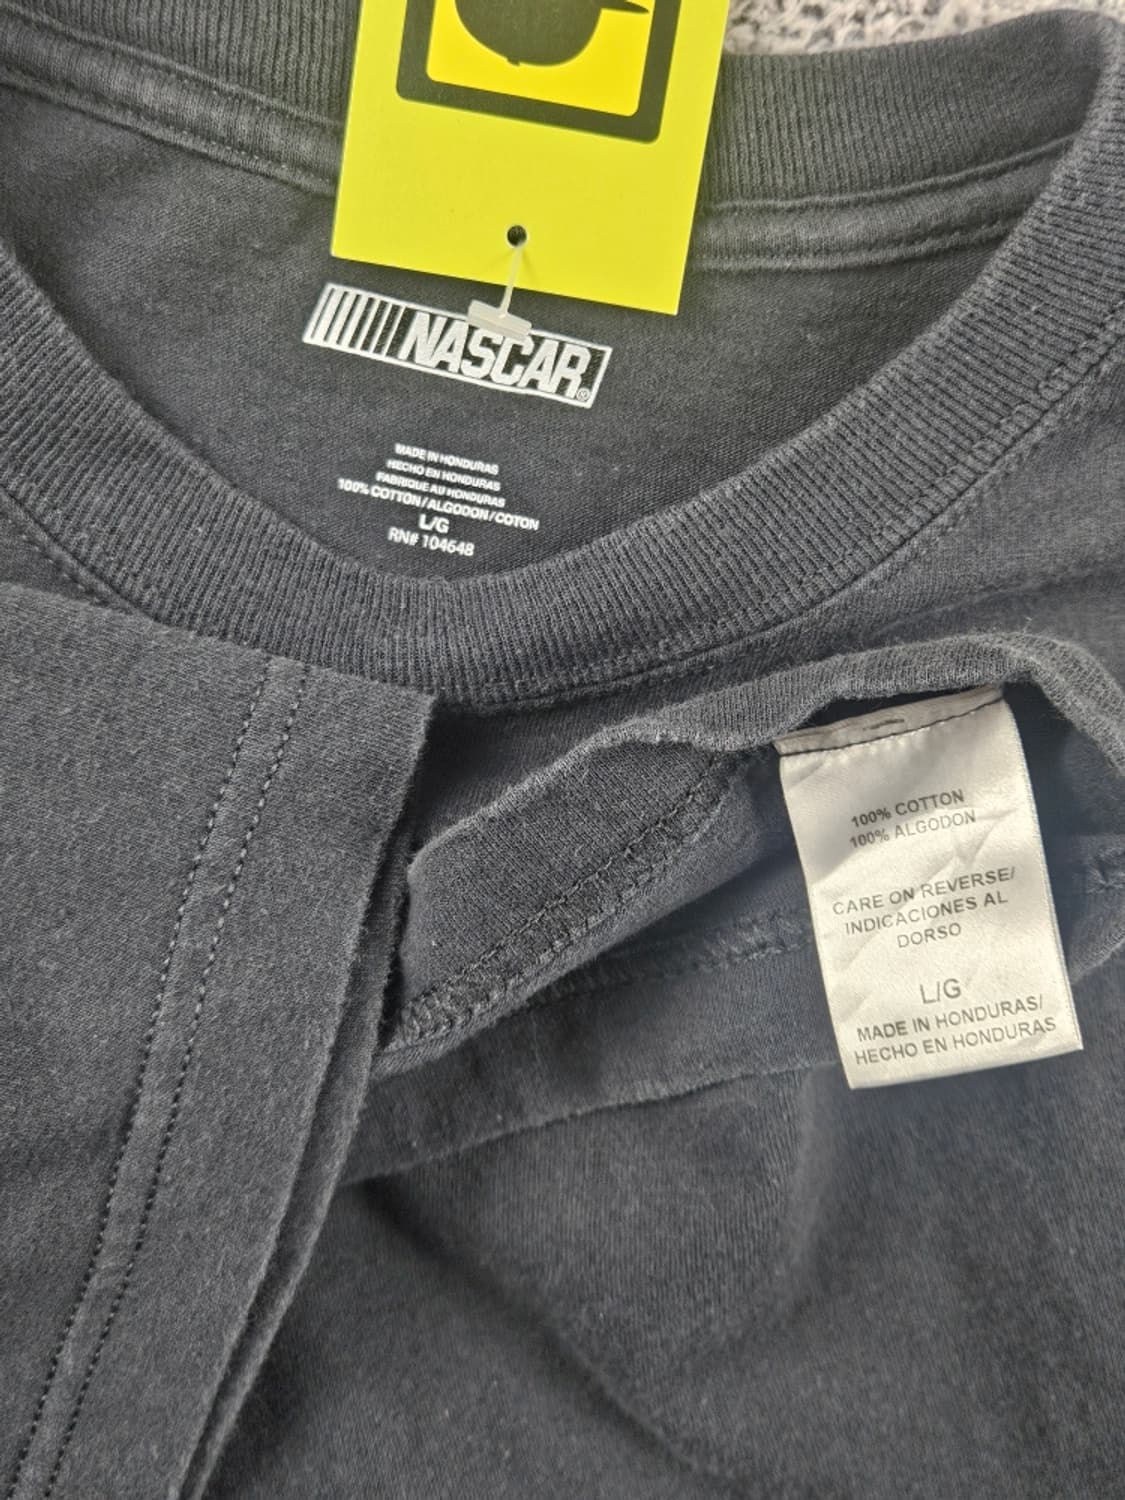 NASCAR®
MADE IN HONDURAS
HECHO EN HONDURAS
FABRIQUE AU HONDURAS
100% COTTON/ALGODON/COTON
L/G
RN# 104648
100% COTTON
100% ALGODON
CARE ON REVERSE/
INDICACIONES AL
DORSO
L/G
MADE IN HONDURAS/
HECHO EN HONDURAS